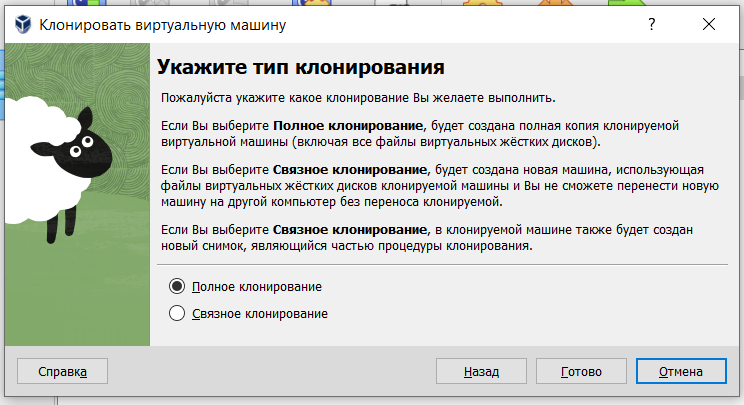 Клонировать виртуальную машину
Укажите тип клонирования
Пожалуйста укажите какое клонирование Вы желаете выполнить.
Если Вы выберите Полное клонирование, будет создана полная копия клонируемой
виртуальной машины (включая все файлы виртуальных жёстких дисков).
Если Вы выберите Связное клонирование, будет создана новая машина, использующая
файлы виртуальных жёстких дисков клонируемой машины и Вы не сможете перенести новую
машину на другой компьютер без переноса клонируемой.
Если Вы выберите Связное клонирование, в клонируемой машине также будет создан
новый снимок, являющийся частью процедуры клонирования.
Полное клонирование
Связное клонирование
Справка
Назад
Готово
Отмена